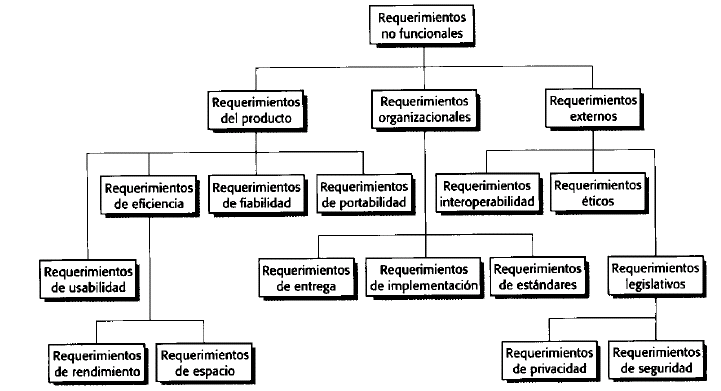 Requerimientos
no funcionales
Requerimientos
del producto
Requerimientos
organizacionales
Requerimientos
externos
Requerimientos
de eficiencia
Requerimientos
de fiabilidad
Requerimientos
de portabilidad
Requerimientos
interoperabilidad
Requerimientos
éticos
Requerimientos
de usabilidad
Requerimientos
de entrega
Requerimientos
de implementación
Requerimientos
de estándares
Requerimientos
legislativos
Requerimientos
de rendimiento
Requerimientos
de espacio
Requerimientos
de privacidad
Requerimientos
de seguridad